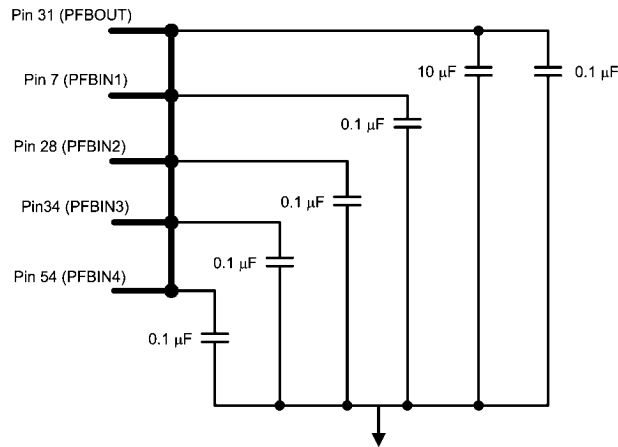 Pin 31 (PFBOUT)
Pin 7 (PFBIN1)
10 µF
0.1 µF
0.1 µF
Pin 28 (PFBIN2)
0.1 µF
Pin34 (PFBIN3)
0.1 µF
Pin 54 (PFBIN4)
0.1 µF